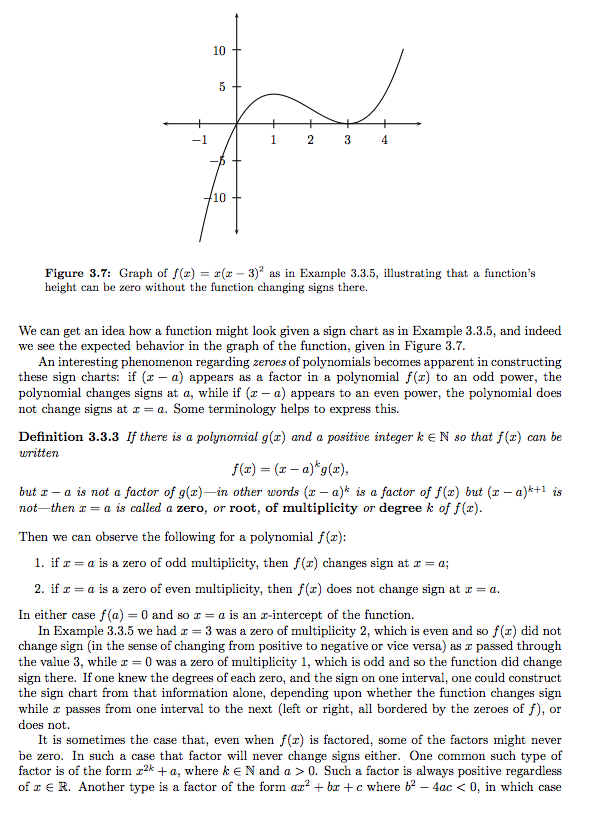 10
5
−1
1
2
3
4
−5
−10
Figure 3.7: Graph of f(x) = x(x − 3)² as in Example 3.3.5, illustrating that a function's
height can be zero without the function changing signs there.
We can get an idea how a function might look given a sign chart as in Example 3.3.5, and indeed
we see the expected behavior in the graph of the function, given in Figure 3.7.
An interesting phenomenon regarding zeroes of polynomials becomes apparent in constructing
these sign charts: if (x − a) appears as a factor in a polynomial f(x) to an odd power, the
polynomial changes signs at a, while if (x − a) appears to an even power, the polynomial does
not change signs at x = a. Some terminology helps to express this.
Definition 3.3.3 If there is a polynomial g(x) and a positive integer k ∈ ℕ so that f(x) can be
written
f(x) = (x − a)ᵏg(x),
but x − a is not a factor of g(x)—in other words (x − a)ᵏ is a factor of f(x) but (x − a)ᵏ⁺¹ is
not—then x = a is called a zero, or root, of multiplicity or degree k of f(x).
Then we can observe the following for a polynomial f(x):
1. if x = a is a zero of odd multiplicity, then f(x) changes sign at x = a;
2. if x = a is a zero of even multiplicity, then f(x) does not change sign at x = a.
In either case f(a) = 0 and so x = a is an x-intercept of the function.
In Example 3.3.5 we had x = 3 was a zero of multiplicity 2, which is even and so f(x) did not
change sign (in the sense of changing from positive to negative or vice versa) as x passed through
the value 3, while x = 0 was a zero of multiplicity 1, which is odd and so the function did change
sign there. If one knew the degrees of each zero, and the sign on one interval, one could construct
the sign chart from that information alone, depending upon whether the function changes sign
while x passes from one interval to the next (left or right, all bordered by the zeroes of f), or
does not.
It is sometimes the case that, even when f(x) is factored, some of the factors might never
be zero. In such a case that factor will never change signs either. One common such type of
factor is of the form x²ᵏ + a, where k ∈ ℕ and a > 0. Such a factor is always positive regardless
of x ∈ ℝ. Another type is a factor of the form ax² + bx + c where b² − 4ac < 0, in which case